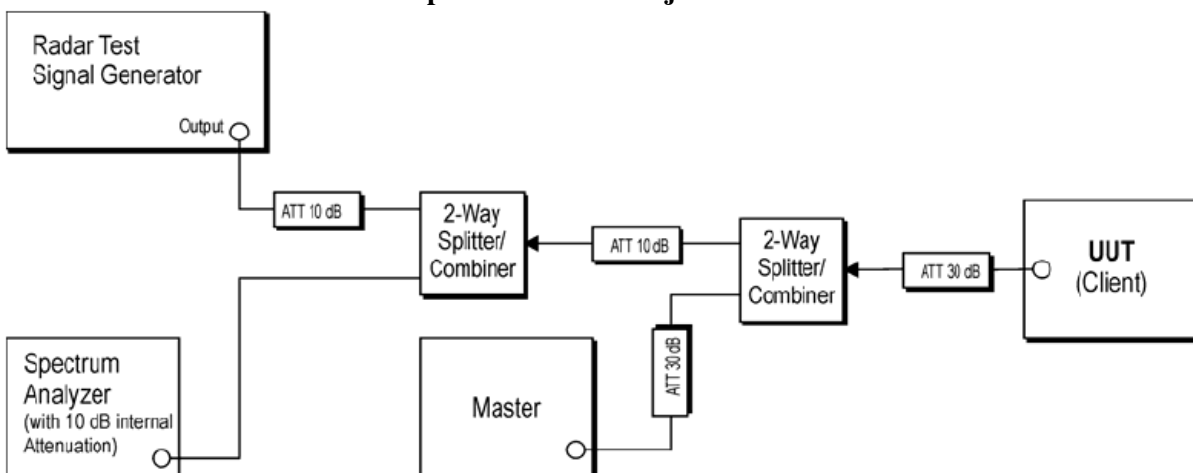 Radar Test
Signal Generator
Output
ATT 10 dB
2-Way
Splitter/
Combiner
ATT 10 dB
2-Way
Splitter/
Combiner
ATT 30 dB
UUT
(Client)
Spectrum
Analyzer
(with 10 dB internal
Attenuation)
Master
ATT 30 dB